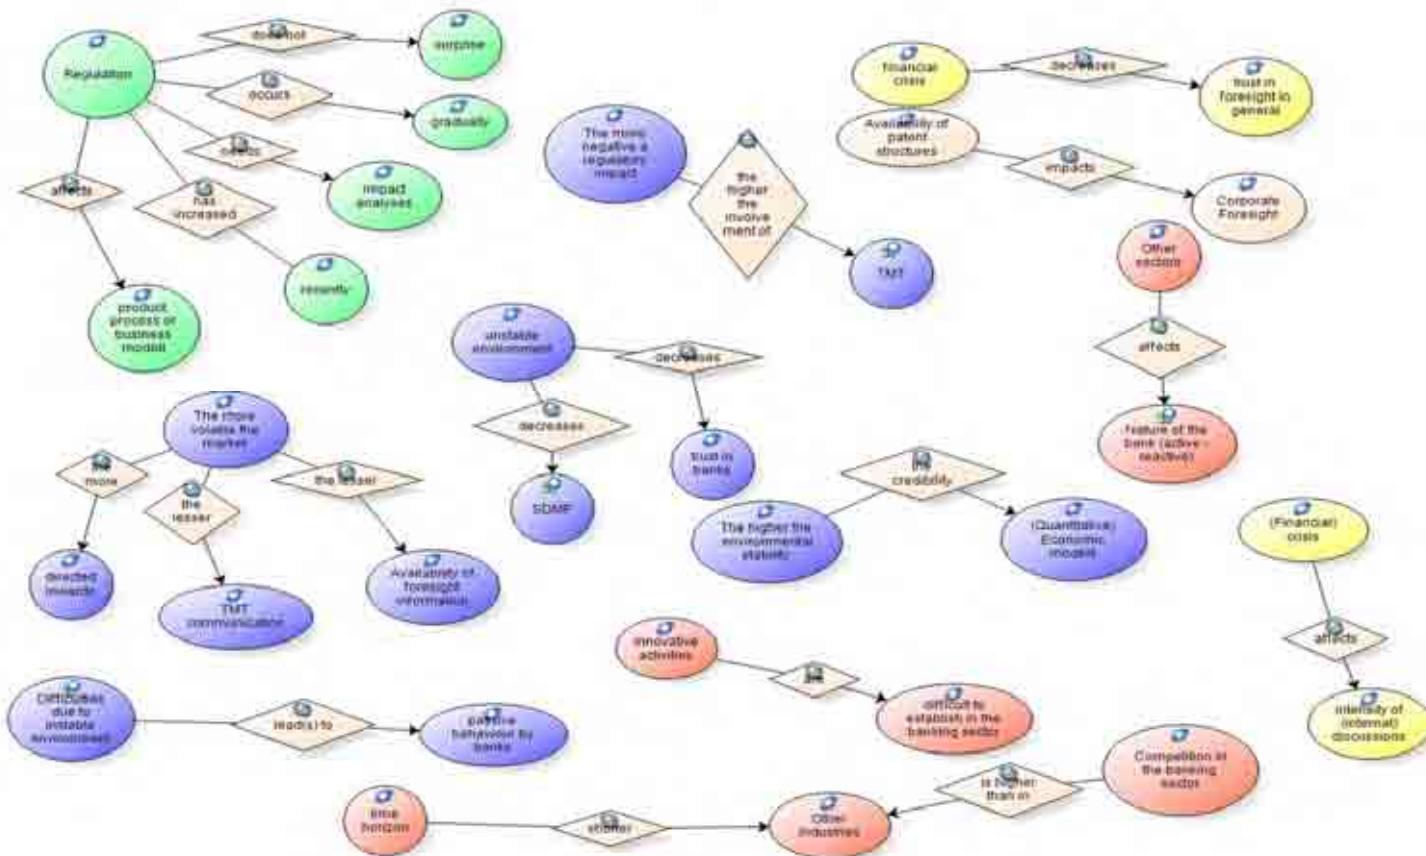 Regulation
does not
surprise
occurs
gradually
needs
impact
analyses
affects
has
increased
recently
product
process or
business
models
The more
negative a
regulatory
impact
the
higher
the
involve
ment of
TMT
financial
crisis
decreases
trust in
foresight in
general
Availability of
patent
structures
impacts
Corporate
Foresight
Other
sectors
affects
Nature of the
bank (active -
reactive)
unstable
environment
decreases
trust in
banks
decreases
SDMP
The more
volatile the
market
the
more
directed
inwards
the
lesser
TMT
communication
the lesser
Availability of
foresight
information
the
credibility
The higher the
environmental
stability
(Quantitative)
Economic
models
(Financial)
crisis
affects
intensity of
(internal)
discussions
innovative
activities
difficult to
establish in the
banking sector
Difficulties
due to
instable
environment
lead(s) to
passive
behaviour by
banks
Competition in
the banking
sector
is higher
than in
Other
industries
time
horizon
shorter